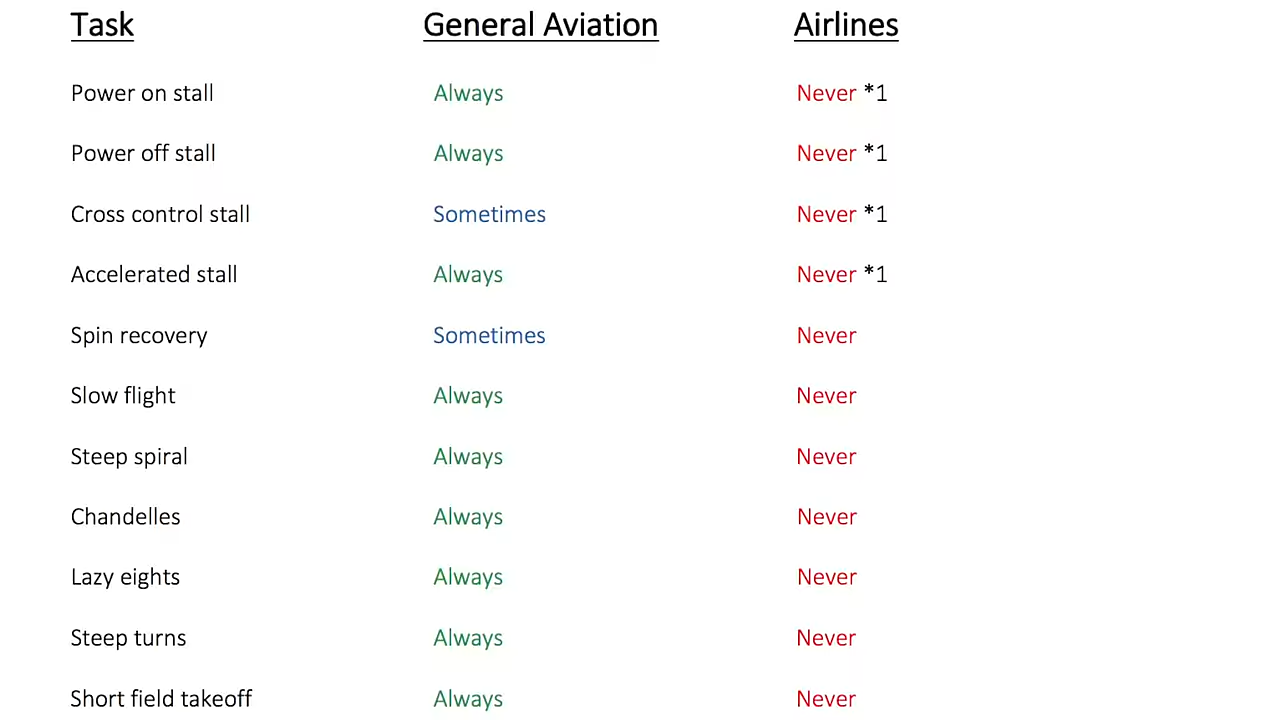 Task General Aviation Airlines
Power on stall Always Never *1
Power off stall Always Never *1
Cross control stall Sometimes Never *1
Accelerated stall Always Never *1
Spin recovery Sometimes Never
Slow flight Always Never
Steep spiral Always Never
Chandelles Always Never
Lazy eights Always Never
Steep turns Always Never
Short field takeoff Always Never